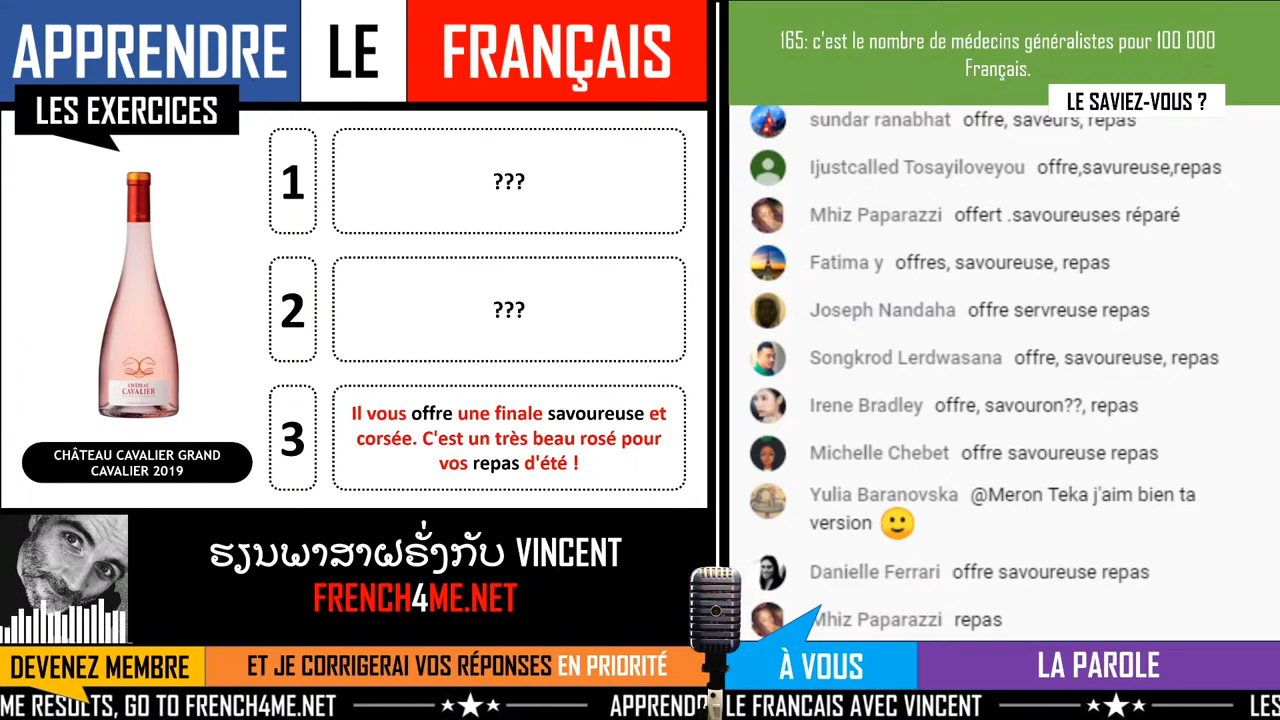 APPRENDRE LE FRANÇAIS
LES EXERCICES
CHÂTEAU
CAVALIER
CHÂTEAU CAVALIER GRAND
CAVALIER 2019
1
???
2
???
3
Il vous offre une finale savoureuse et
corsée. C'est un très beau rosé pour
vos repas d'été !
ຮຽນພາສາຝຣັ່ງກັບ VINCENT
FRENCH4ME.NET
DEVENEZ MEMBRE
ET JE CORRIGERAI VOS RÉPONSES EN PRIORITÉ
165: c'est le nombre de médecins généralistes pour 100 000
Français.
LE SAVIEZ-VOUS ?
sundar ranabhat offre, saveurs, repas
Ijustcalled Tosayiloveyou offre,savureuse,repas
Mhiz Paparazzi offert .savoureuses réparé
Fatima y offres, savoureuse, repas
Joseph Nandaha offre servreuse repas
Songkrod Lerdwasana offre, savoureuse, repas
Irene Bradley offre, savouron??, repas
Michelle Chebet offre savoureuse repas
Yulia Baranovska @Meron Teka j'aim bien ta
version 🙂
Danielle Ferrari offre savoureuse repas
Mhiz Paparazzi repas
À VOUS
LA PAROLE
ME RESULTS, GO TO FRENCH4ME.NET APPRENDRE LE FRANCAIS AVEC VINCENT LES